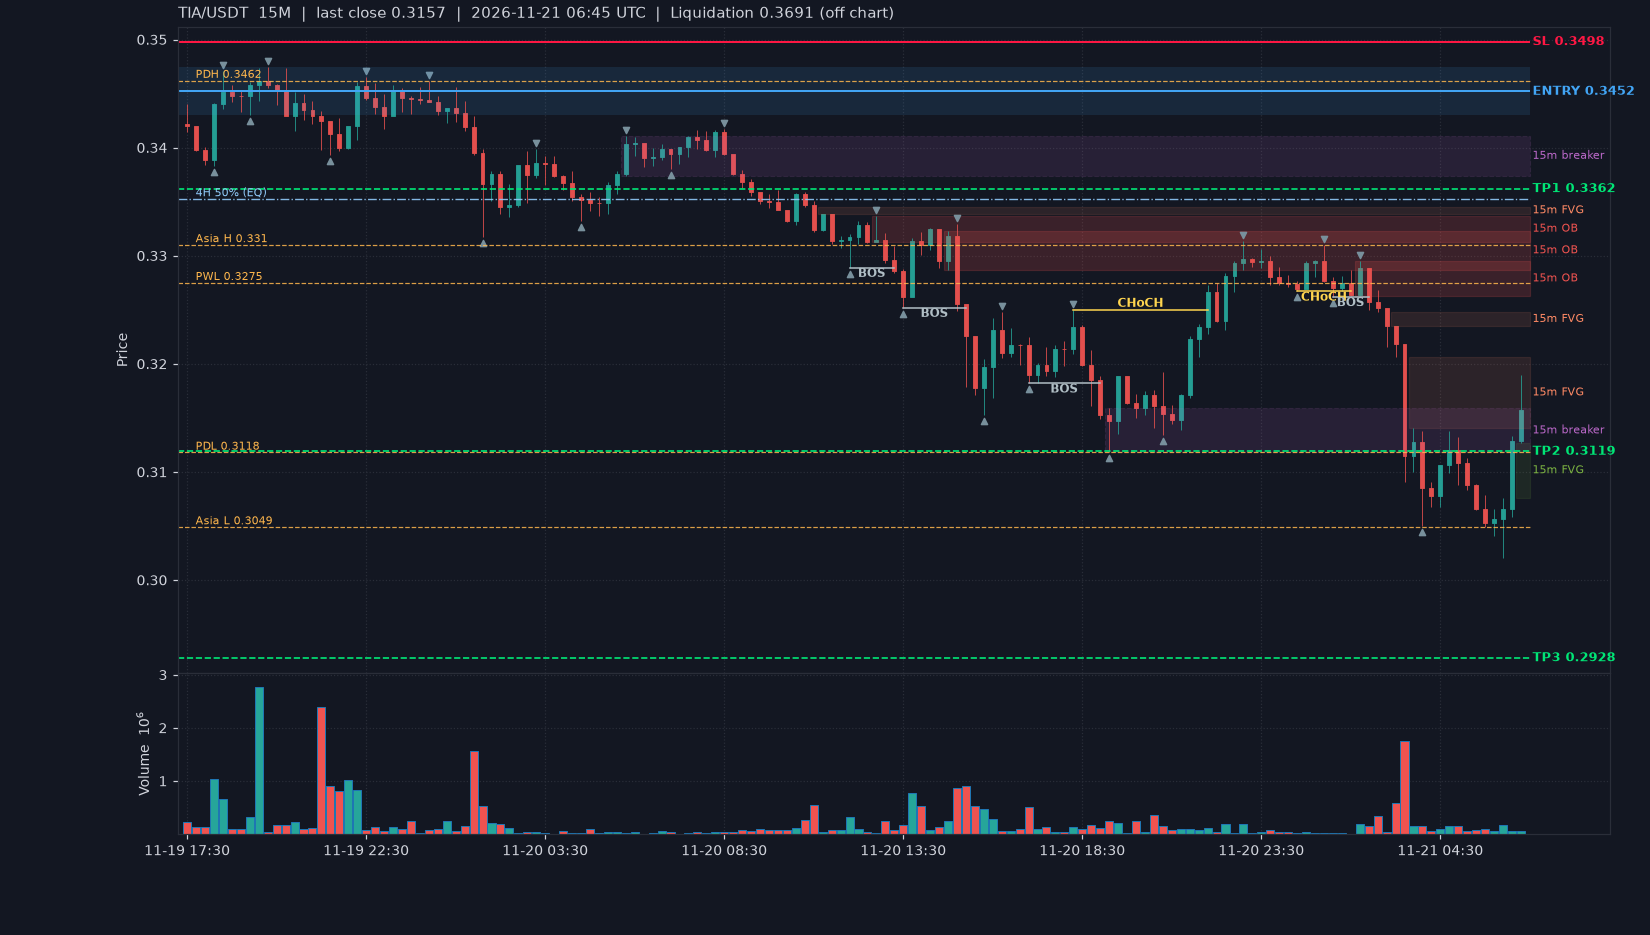 TIA/USDT 15M | last close 0.3157 | 2026-11-21 06:45 UTC | Liquidation 0.3691 (off chart)
0.35
SL 0.3498
PDH 0.3462
ENTRY 0.3452
0.34
15m breaker
4H 50% (EQ)
TP1 0.3362
15m FVG
15m OB
Asia H 0.331
0.33
15m OB
BOS
PWL 0.3275
15m OB
CHoCH
CHoCH
BOS
BOS
15m FVG
Price
0.32
BOS
15m FVG
15m breaker
PDL 0.3118
TP2 0.3119
0.31
15m FVG
Asia L 0.3049
0.30
TP3 0.2928
3
2
1
Volume 10⁶
11-19 17:30
11-19 22:30
11-20 03:30
11-20 08:30
11-20 13:30
11-20 18:30
11-20 23:30
11-21 04:30